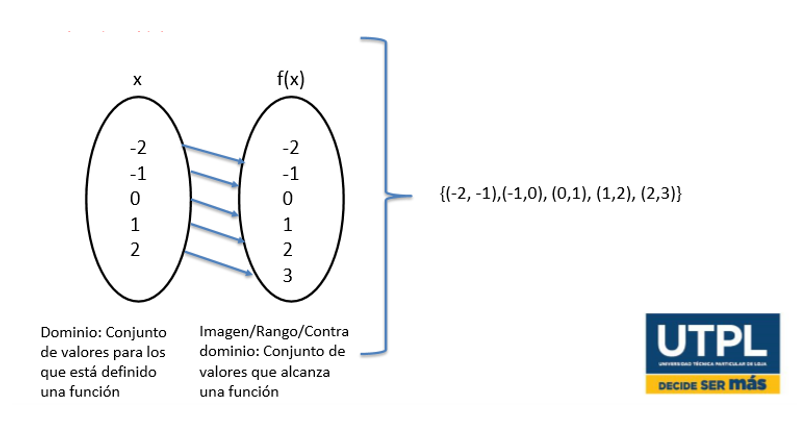 x
f(x)
-2
-1
0
1
2
-2
-1
0
1
2
3
{(-2, -1),(-1,0), (0,1), (1,2), (2,3)}
Dominio: Conjunto
de valores para los
que está definido
una función
Imagen/Rango/Contra
dominio: Conjunto de
valores que alcanza
una función
UTPL
UNIVERSIDAD TÉCNICA PARTICULAR DE LOJA
DECIDE SER más